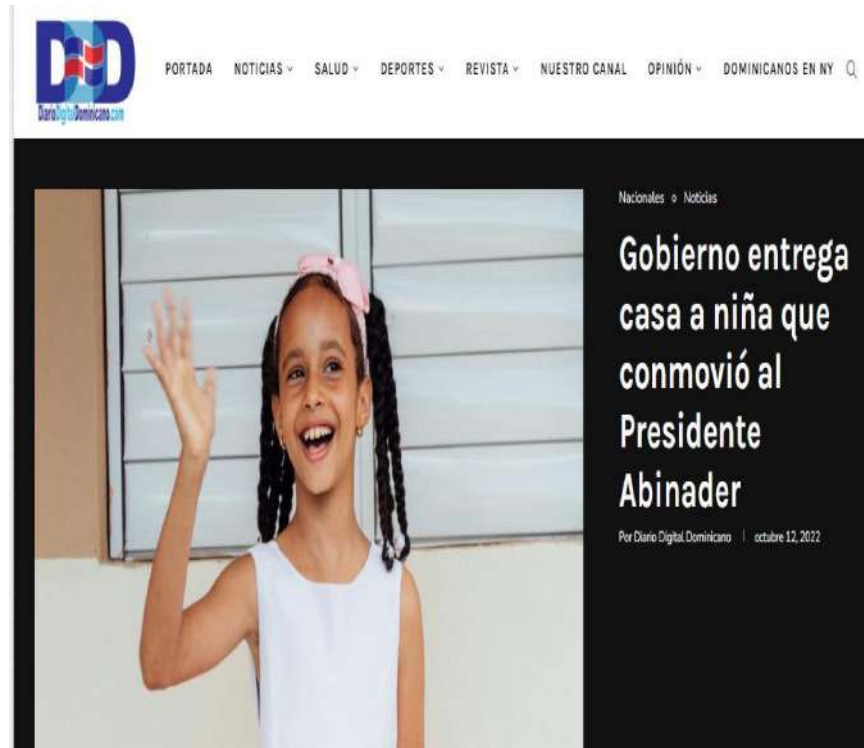 DDD
DiarioDigitalDominicano.com
PORTADA NOTICIAS SALUD DEPORTES REVISTA NUESTRO CANAL OPINIÓN DOMINICANOS EN NY
Nacionales Noticias
Gobierno entrega
casa a niña que
conmovió al
Presidente
Abinader
Por Diario Digital Dominicano | octubre 12, 2022